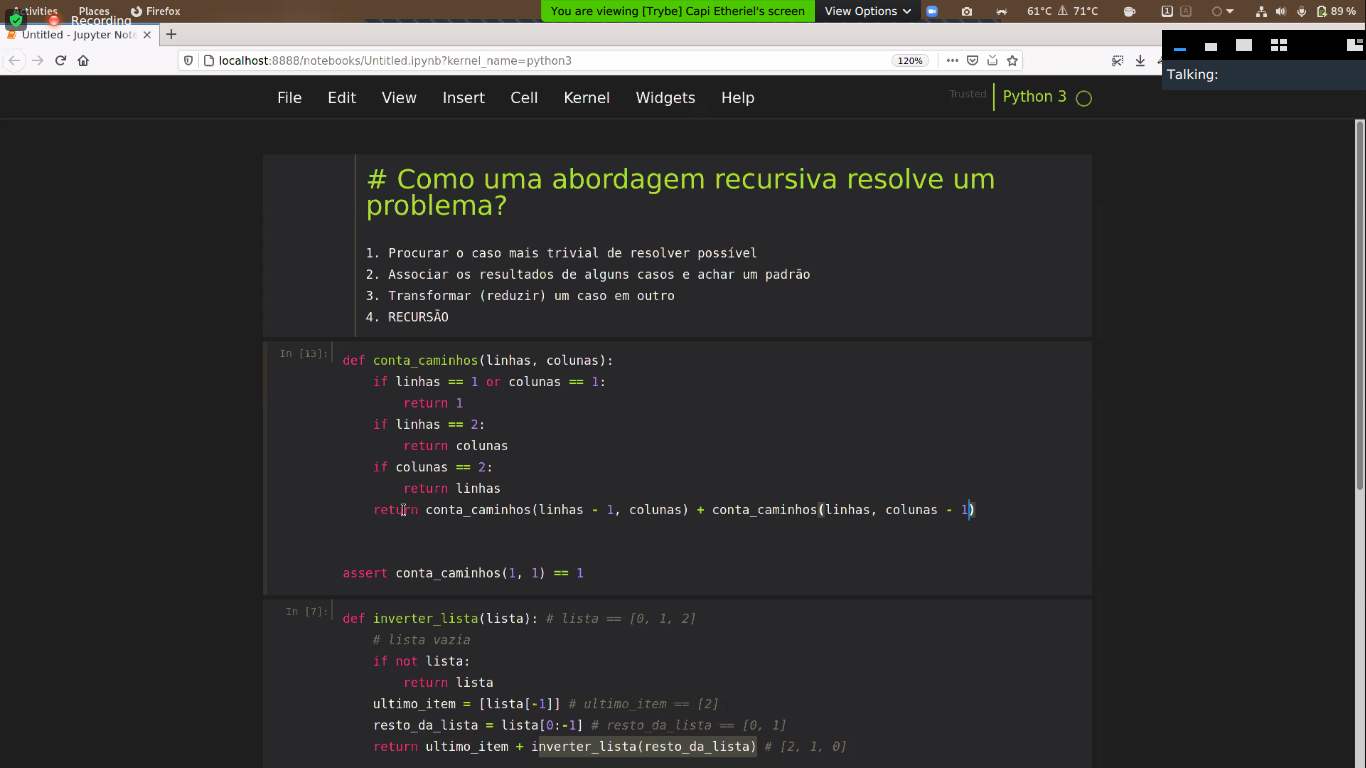 Activities Places Firefox
Recording
You are viewing [Trybe] Capi Etheriel's screen View Options
61°C 71°C 1 A 89 %
Untitled - Jupyter Note
localhost:8888/notebooks/Untitled.ipynb?kernel_name=python3 120%
Talking:
File Edit View Insert Cell Kernel Widgets Help Trusted Python 3
# Como uma abordagem recursiva resolve um
problema?
1. Procurar o caso mais trivial de resolver possível
2. Associar os resultados de alguns casos e achar um padrão
3. Transformar (reduzir) um caso em outro
4. RECURSÃO
In [13]:
def conta_caminhos(linhas, colunas):
if linhas == 1 or colunas == 1:
return 1
if linhas == 2:
return colunas
if colunas == 2:
return linhas
return conta_caminhos(linhas - 1, colunas) + conta_caminhos(linhas, colunas - 1)
assert conta_caminhos(1, 1) == 1
In [7]:
def inverter_lista(lista): # lista == [0, 1, 2]
# lista vazia
if not lista:
return lista
ultimo_item = [lista[-1]] # ultimo_item == [2]
resto_da_lista = lista[0:-1] # resto_da_lista == [0, 1]
return ultimo_item + inverter_lista(resto_da_lista) # [2, 1, 0]